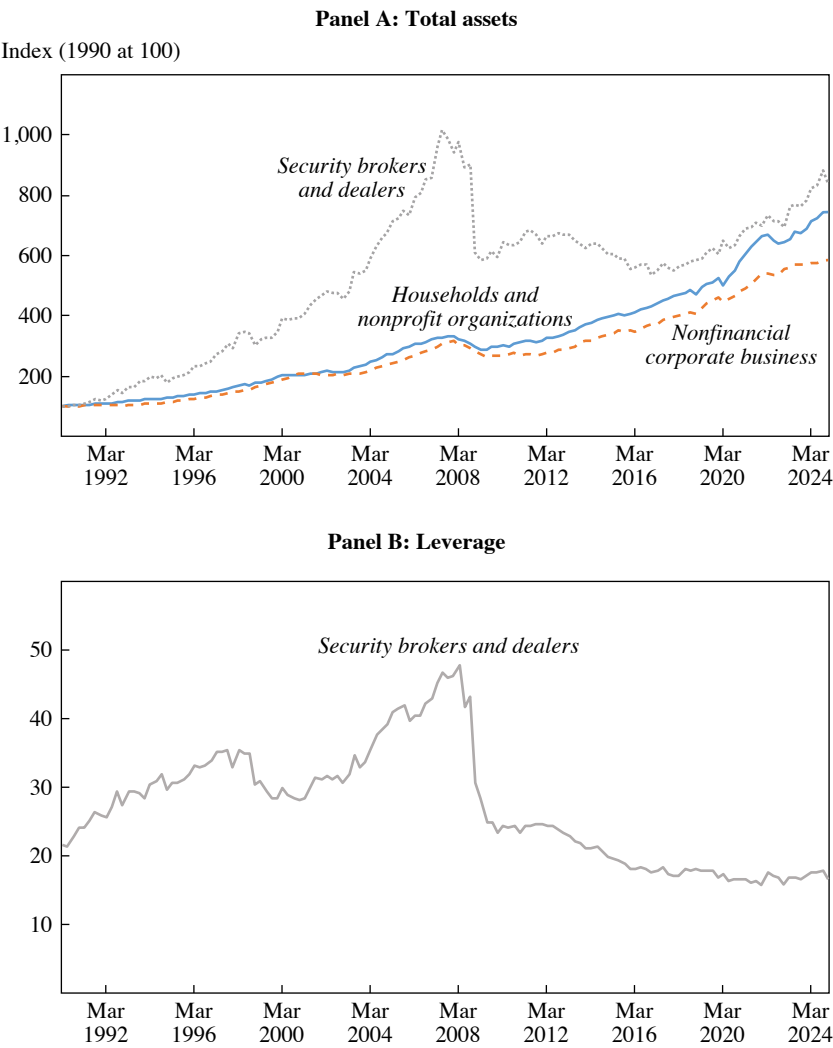 Panel A: Total assets
Index (1990 at 100)
1,000
800
600
400
200
Security brokers
and dealers
Households and
nonprofit organizations
Nonfinancial
corporate business
Mar Mar Mar Mar Mar Mar Mar Mar Mar
1992 1996 2000 2004 2008 2012 2016 2020 2024
Panel B: Leverage
Security brokers and dealers
50
40
30
20
10
Mar Mar Mar Mar Mar Mar Mar Mar Mar
1992 1996 2000 2004 2008 2012 2016 2020 2024